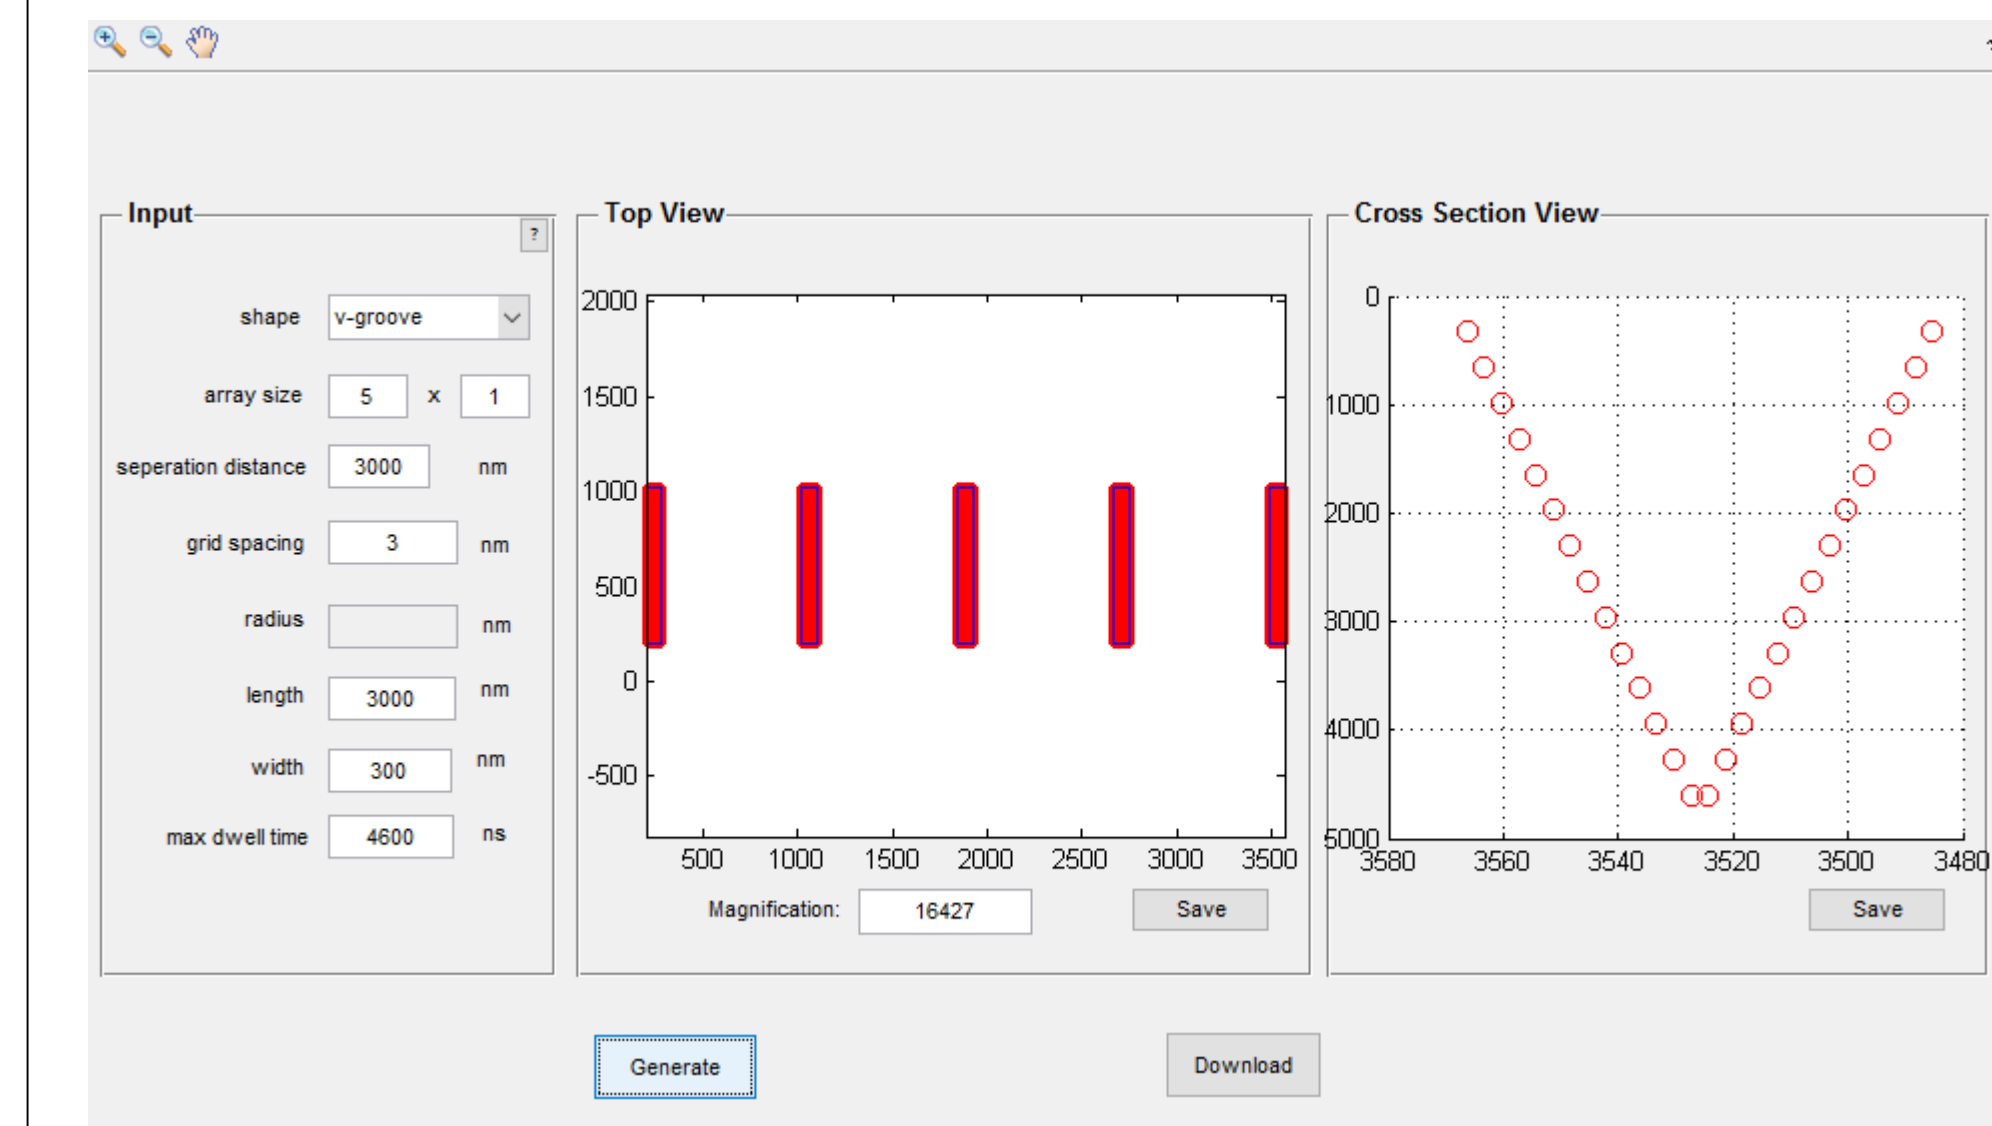 Input
?
shape v-groove
array size 5 x 1
seperation distance 3000 nm
grid spacing 3 nm
radius nm
length 3000 nm
width 300 nm
max dwell time 4600 ns
Top View
2000
1500
1000
500
0
-500
500 1000 1500 2000 2500 3000 3500
Magnification: 16427 Save
Cross Section View
0
1000
2000
3000
4000
5000
3580 3560 3540 3520 3500 3480
Save
Generate Download